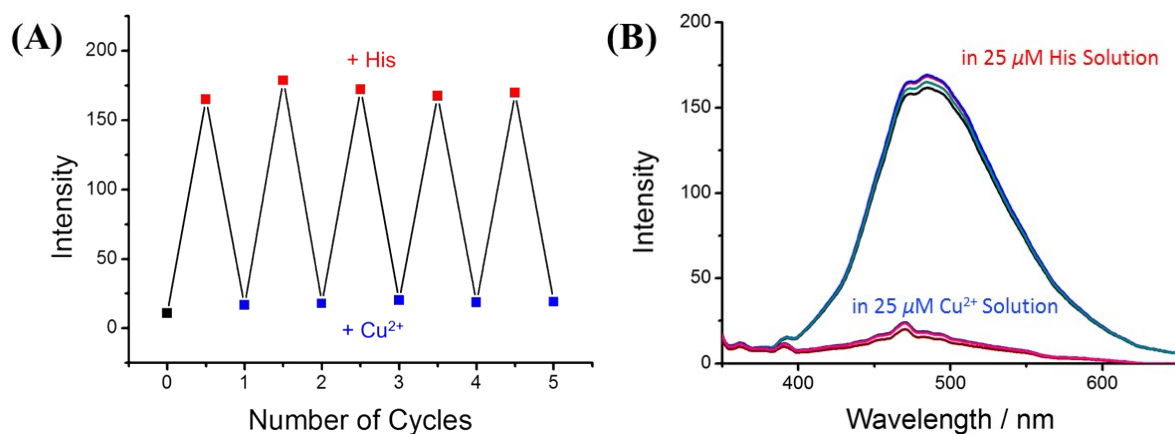 (A)
200
150
100
50
0
Intensity
+ His
+ Cu²⁺
0 1 2 3 4 5
Number of Cycles
(B)
200
150
100
50
0
Intensity
in 25 μM His Solution
in 25 μM Cu²⁺ Solution
400 500 600
Wavelength / nm